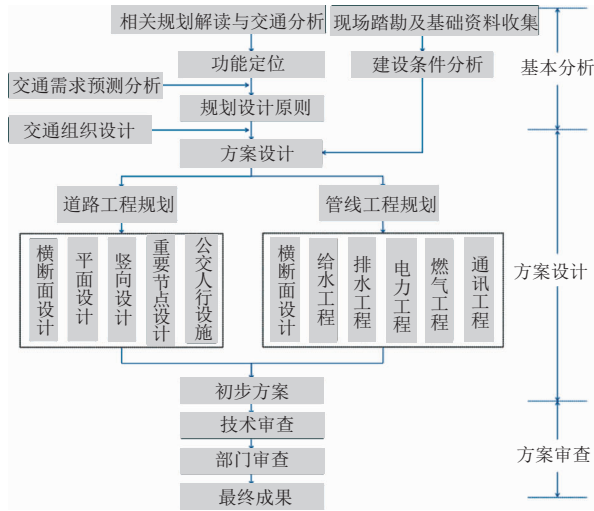 相关规划解读与交通分析
现场踏勘及基础资料收集
功能定位
建设条件分析
基本分析
交通需求预测分析
规划设计原则
交通组织设计
方案设计
道路工程规划
管线工程规划
横断面设计
平面设计
竖向设计
重要节点设计
公交人行设施
横断面设计
给水工程
排水工程
电力工程
燃气工程
通讯工程
方案设计
初步方案
技术审查
部门审查
方案审查
最终成果